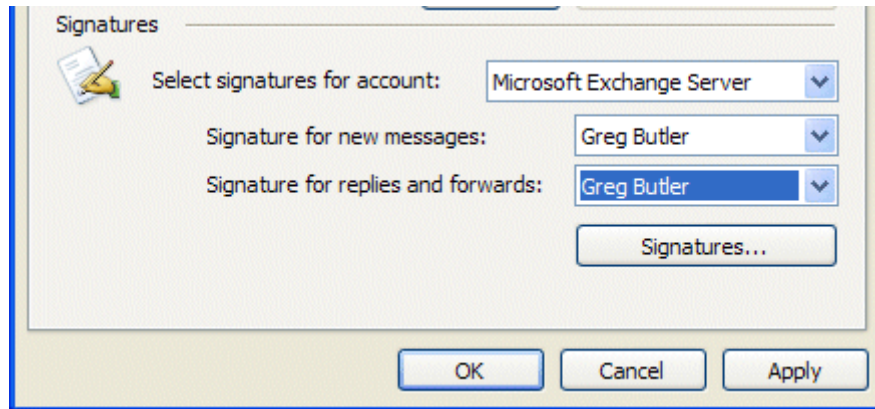 Signatures
Select signatures for account: Microsoft Exchange Server
Signature for new messages: Greg Butler
Signature for replies and forwards: Greg Butler
Signatures...
OK Cancel Apply